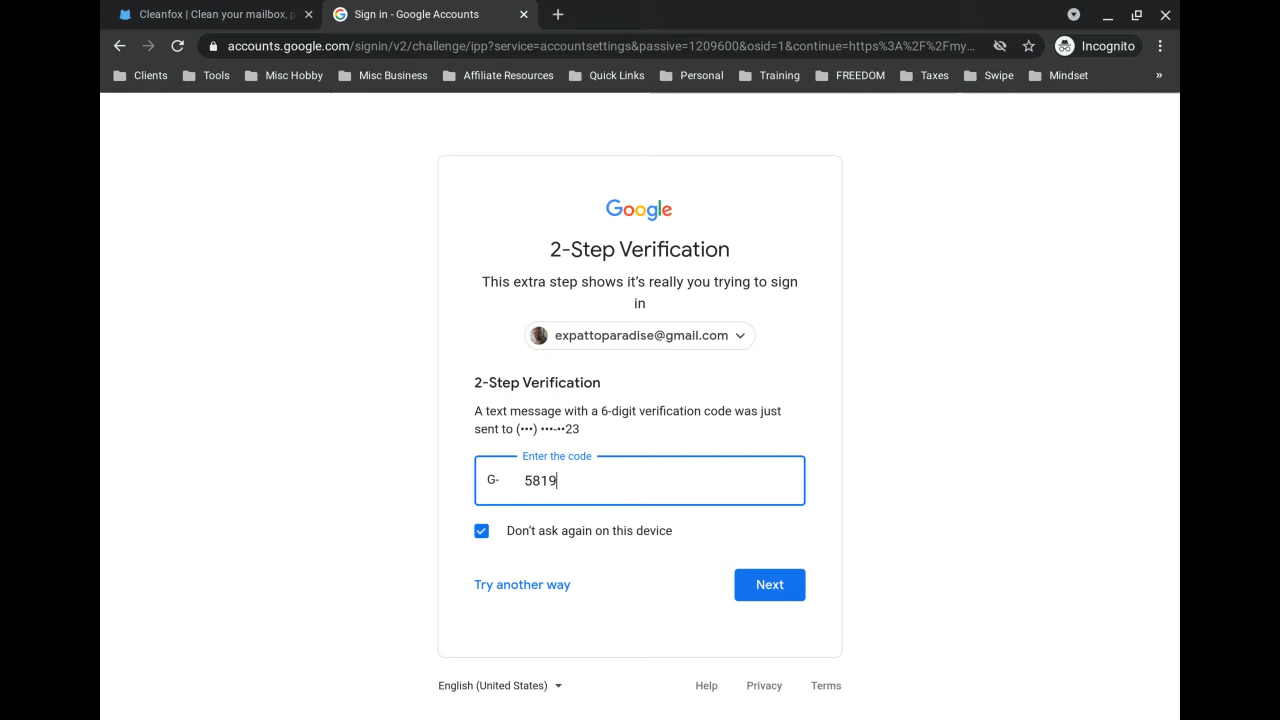 Cleanfox | Clean your mailbox, p
Sign in - Google Accounts
accounts.google.com/signin/v2/challenge/ipp?service=accountsettings&passive=1209600&osid=1&continue=https%3A%2F%2Fmy...
Incognito
Clients
Tools
Misc Hobby
Misc Business
Affiliate Resources
Quick Links
Personal
Training
FREEDOM
Taxes
Swipe
Mindset
»
Google
2-Step Verification
This extra step shows it's really you trying to sign
in
expattoparadise@gmail.com
2-Step Verification
A text message with a 6-digit verification code was just
sent to (•••) •••-••23
Enter the code
G- 5819
Don't ask again on this device
Try another way
Next
English (United States)
Help
Privacy
Terms